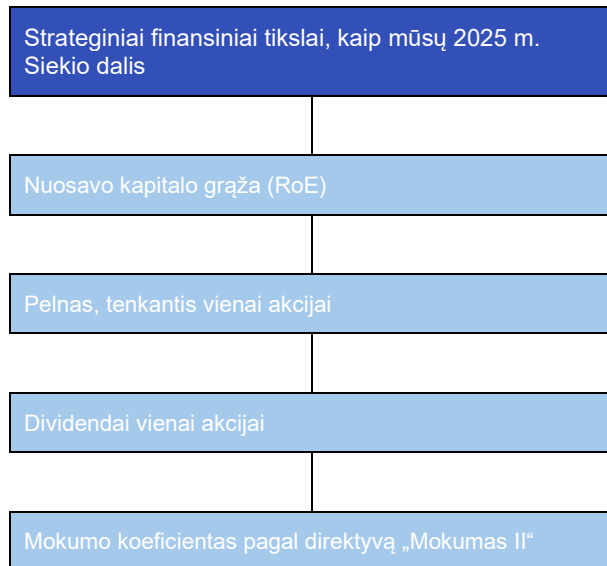 Strateginiai finansiniai tikslai, kaip mūsų 2025 m.
Siekio dalis
Nuosavo kapitalo grąža (RoE)
Pelnas, tenkantis vienai akcijai
Dividendai vienai akcijai
Mokumo koeficientas pagal direktyvą „Mokumas II“